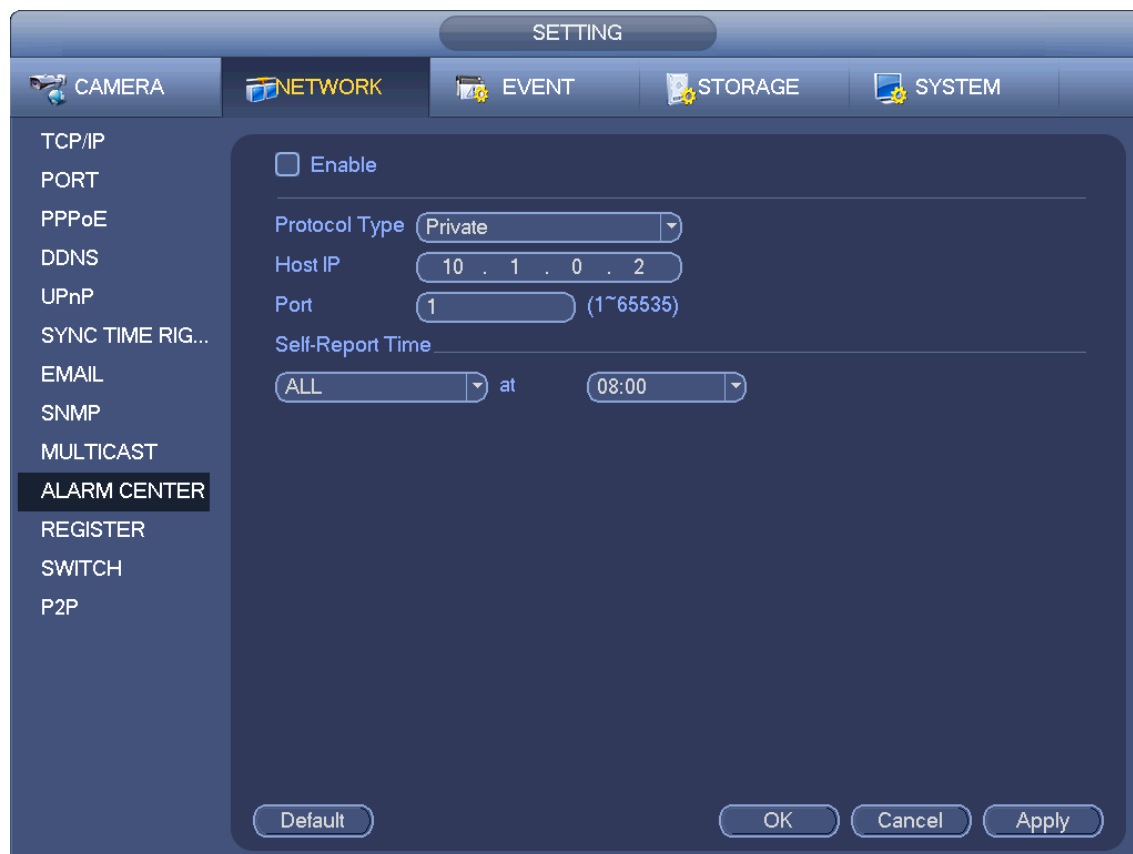 SETTING
CAMERA NETWORK EVENT STORAGE SYSTEM
TCP/IP
PORT
PPPoE
DDNS
UPnP
SYNC TIME RIG...
EMAIL
SNMP
MULTICAST
ALARM CENTER
REGISTER
SWITCH
P2P
Enable
Protocol Type Private
Host IP 10 . 1 . 0 . 2
Port 1 (1~65535)
Self-Report Time
ALL at 08:00
Default OK Cancel Apply